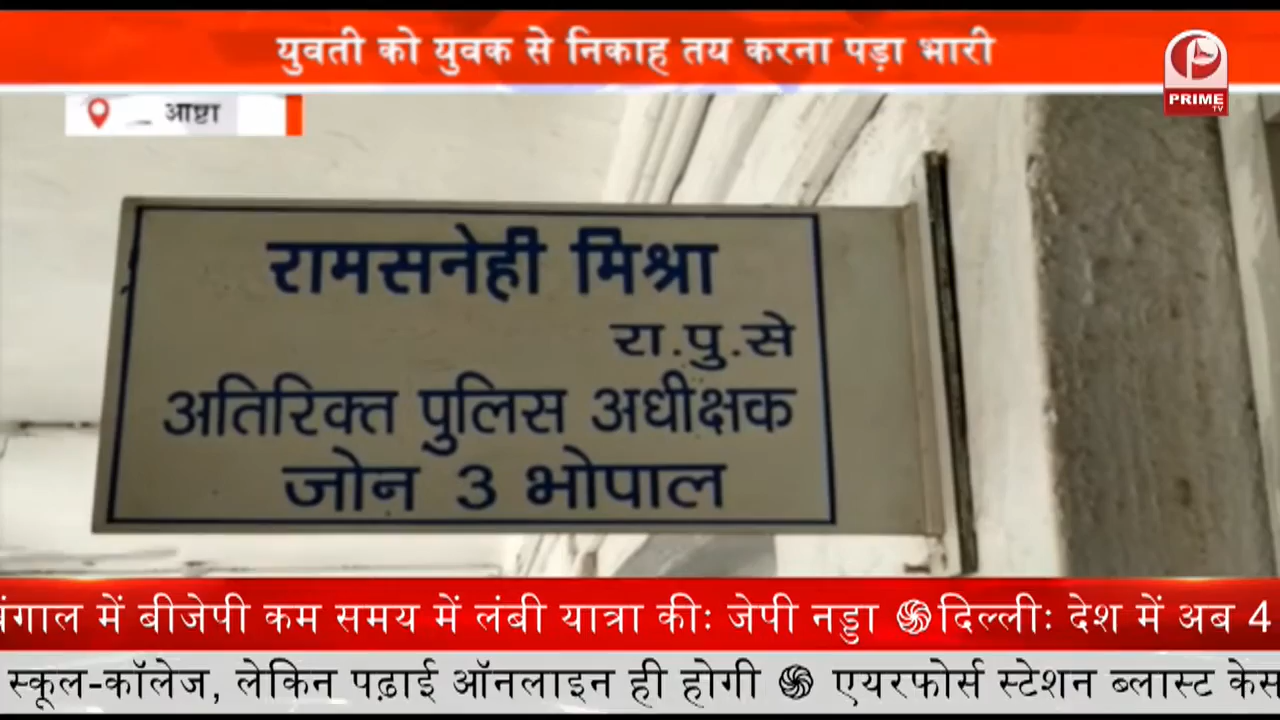 युवती को युवक से निकाह तय करना पड़ा भारी
PRIME
TV
आष्टा
रामसनेही मिश्रा
रा.पु.से
अतिरिक्त पुलिस अधीक्षक
जोन 3 भोपाल
बंगाल में बीजेपी कम समय में लंबी यात्रा की: जेपी नड्डा दिल्ली: देश में अब 4
स्कूल-कॉलेज, लेकिन पढ़ाई ऑनलाइन ही होगी एयरफोर्स स्टेशन ब्लास्ट केस